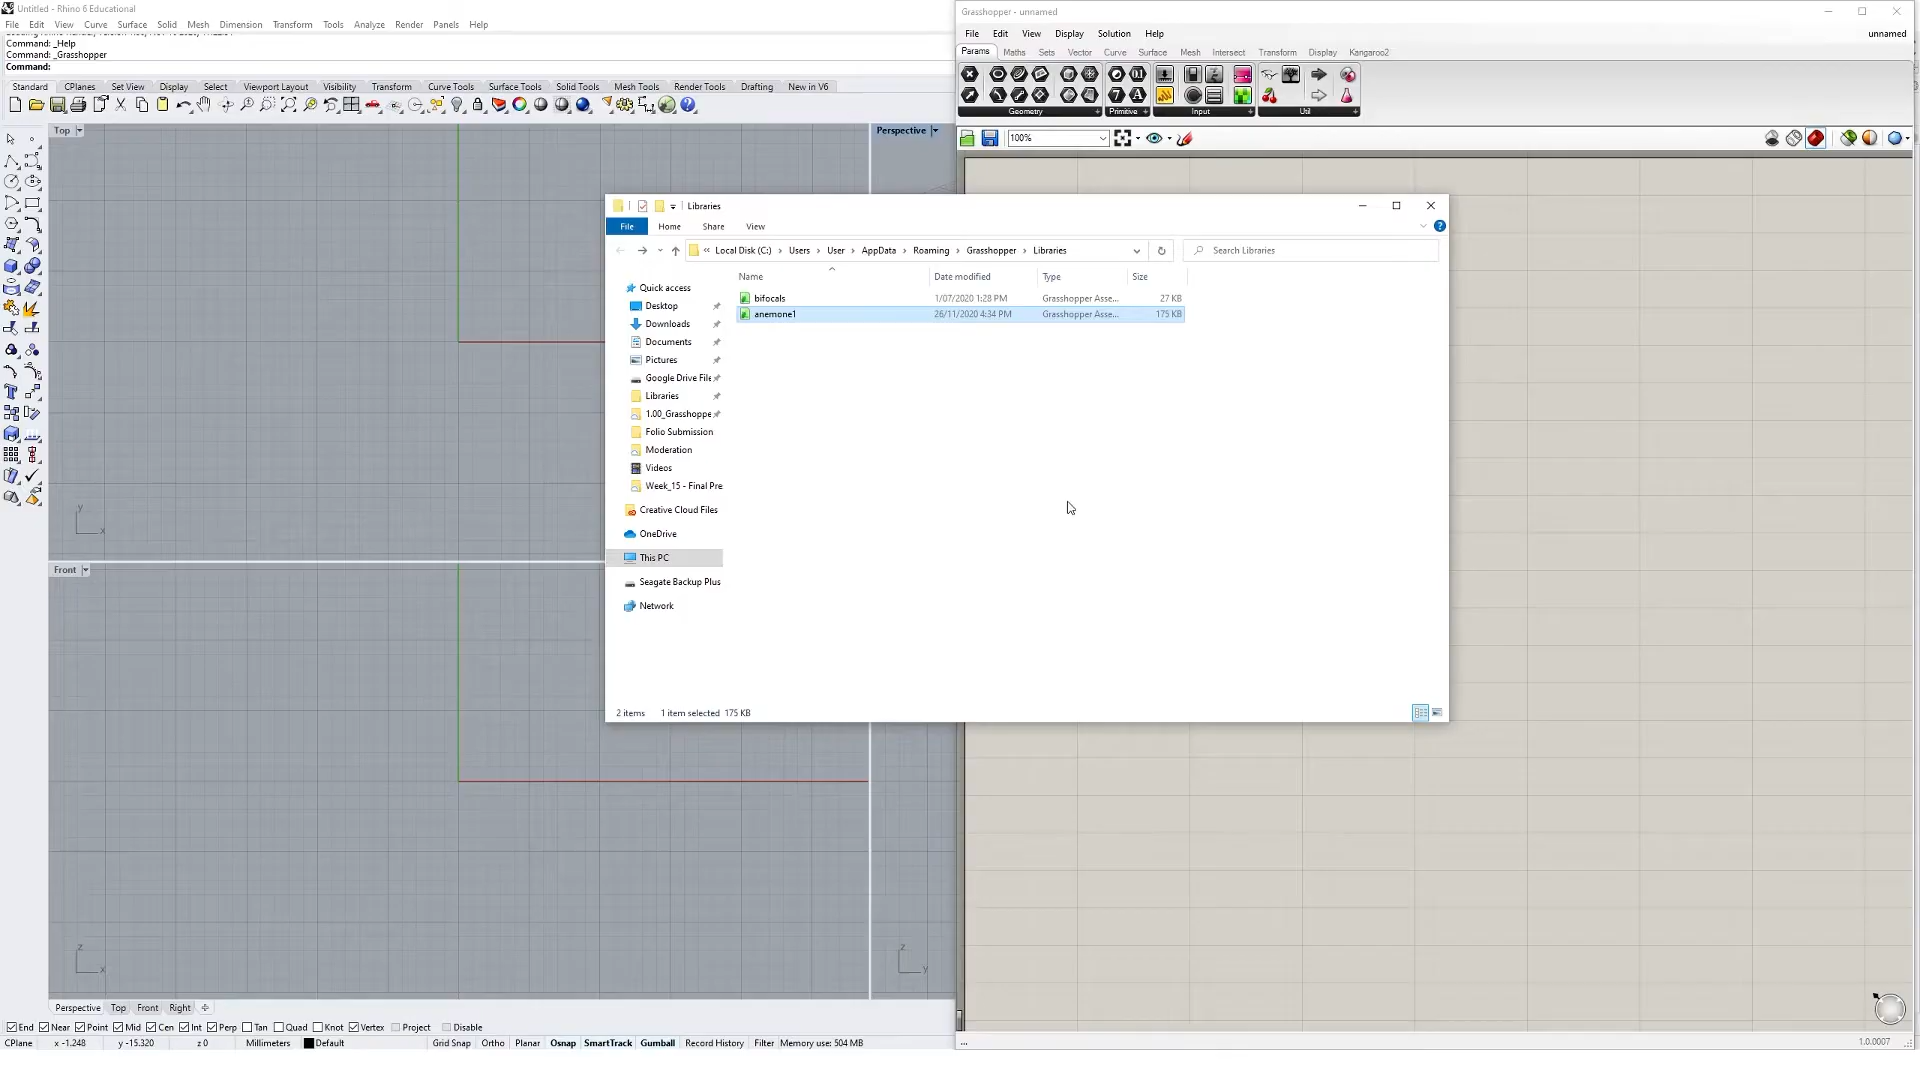 Untitled - Rhino 6 Educational
File Edit View Curve Surface Solid Mesh Dimension Transform Tools Analyze Render Panels Help
Command: _Help
Command: _Grasshopper
Command:
Standard CPlanes Set View Display Select Viewport Layout Visibility Transform Curve Tools Surface Tools Solid Tools Mesh Tools Render Tools Drafting New in V6
Top
Perspective
Front
y
x
z
x
z
y
Perspective Top Front Right
End Near Point Mid Cen Int Perp Tan Quad Knot Vertex Project Disable
CPlane x -1.248 y -15.320 z 0 Millimeters Default Grid Snap Ortho Planar Osnap SmartTrack Gumball Record History Filter Memory use: 504 MB
Grasshopper - unnamed
File Edit View Display Solution Help unnamed
Params Maths Sets Vector Curve Surface Mesh Intersect Transform Display Kangaroo2
Geometry Primitive Input Util
100%
Libraries
File Home Share View
« Local Disk (C:) > Users > User > AppData > Roaming > Grasshopper > Libraries
Search Libraries
Name Date modified Type Size
bifocals 1/07/2020 1:28 PM Grasshopper Asse... 27 KB
anemone1 26/11/2020 4:34 PM Grasshopper Asse... 175 KB
Quick access
Desktop
Downloads
Documents
Pictures
Google Drive File
Libraries
1.00_Grasshoppe
Folio Submission
Moderation
Videos
Week_15 - Final Pre
Creative Cloud Files
OneDrive
This PC
Seagate Backup Plus
Network
2 items 1 item selected 175 KB
...
1.0.0007